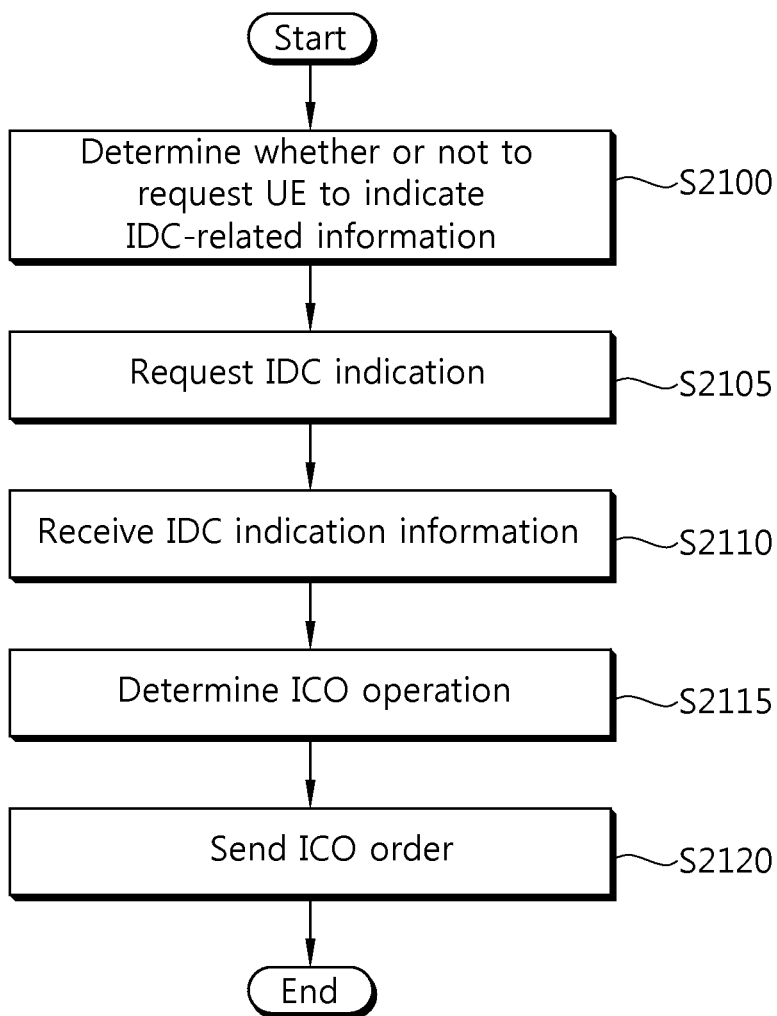 Start
Determine whether or not to
request UE to indicate
IDC-related information
S2100
Request IDC indication
S2105
Receive IDC indication information
S2110
Determine ICO operation
S2115
Send ICO order
S2120
End